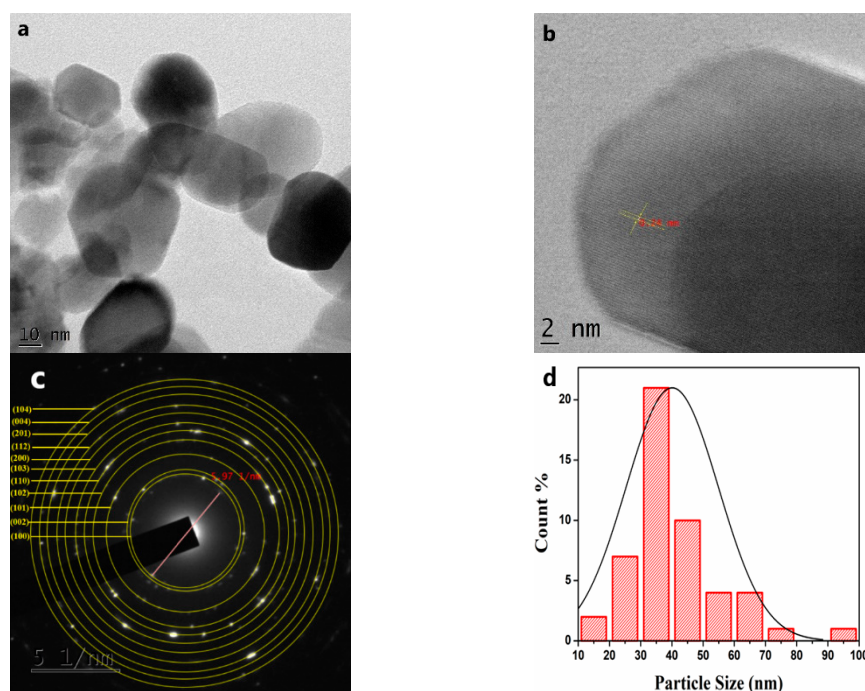 a
10 nm
b
2 nm
c
(104)
(004)
(201)
(112)
(200)
(103)
(110)
(102)
(101)
(002)
(100)
5.97 1/nm
5 1/nm
d
Count %
20
15
10
5
0
10 20 30 40 50 60 70 80 90 100
Particle Size (nm)